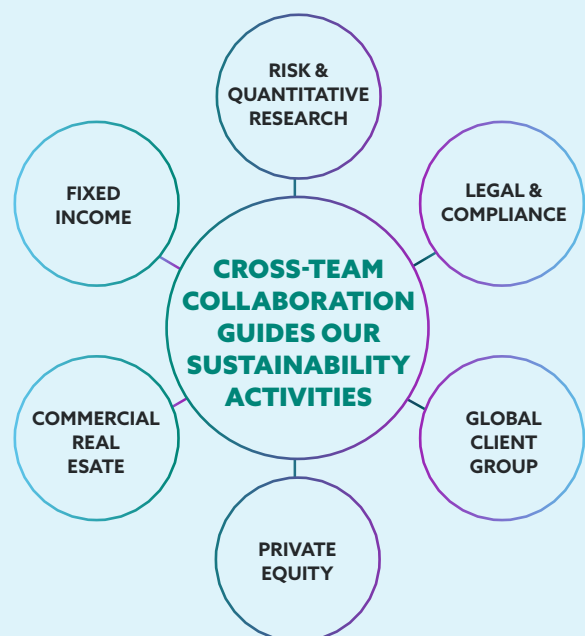 RISK &
QUANTITATIVE
RESEARCH
FIXED
INCOME
LEGAL &
COMPLIANCE
CROSS-TEAM
COLLABORATION
GUIDES OUR
SUSTAINABILITY
ACTIVITIES
COMMERCIAL
REAL
ESATE
GLOBAL
CLIENT
GROUP
PRIVATE
EQUITY